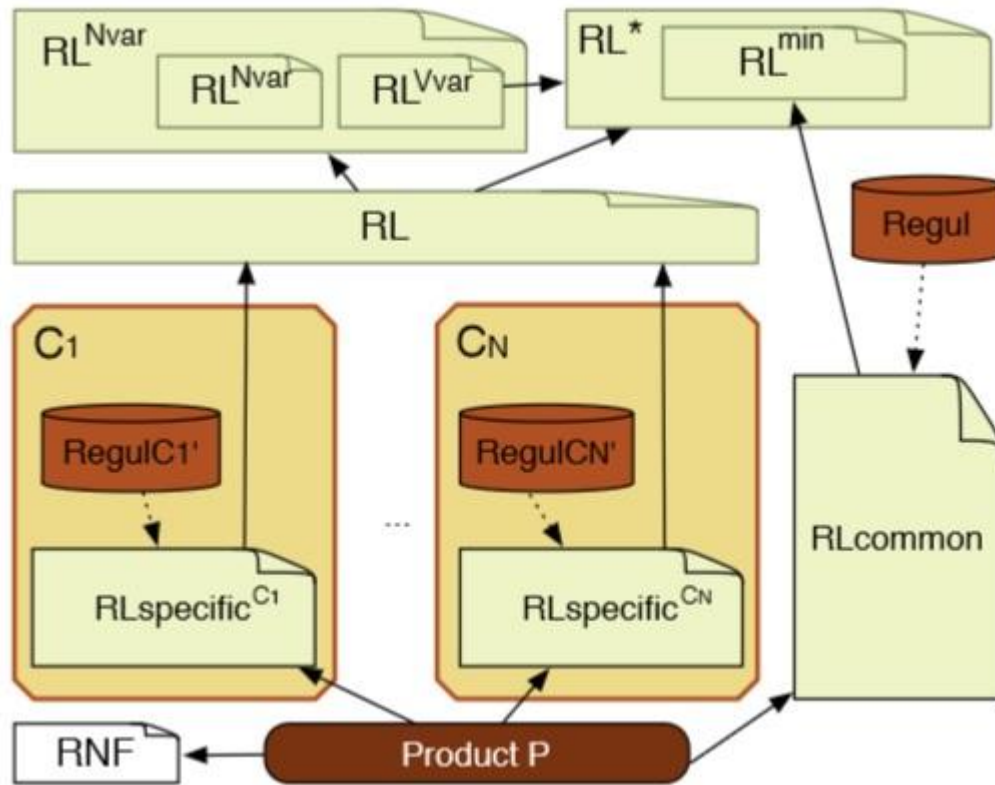 RL^Nvar
RL^Nvar
RL^Vvar
RL*
RL^min
RL
Regul
C1
CN
RegulC1'
RegulCN'
...
RLspecific^C1
RLspecific^CN
RLcommon
RNF
Product P